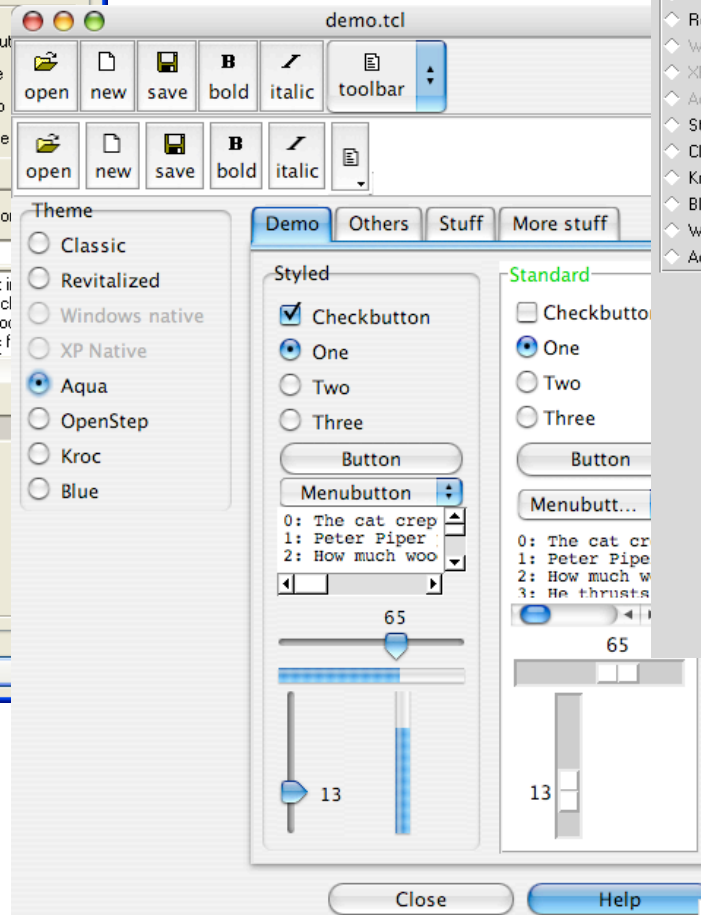 demo.tcl
open new save bold italic toolbar
open new save bold italic
Theme
Classic
Revitalized
Windows native
XP Native
Aqua
OpenStep
Kroc
Blue
Demo Others Stuff More stuff
Styled
Checkbutton
One
Two
Three
Button
Menubutton
0: The cat crep
1: Peter Piper
2: How much woo
65
13
Standard
Checkbutto
One
Two
Three
Button
Menubutt...
0: The cat cr
1: Peter Pipe
2: How much w
3: He thrusts
65
13
Close Help